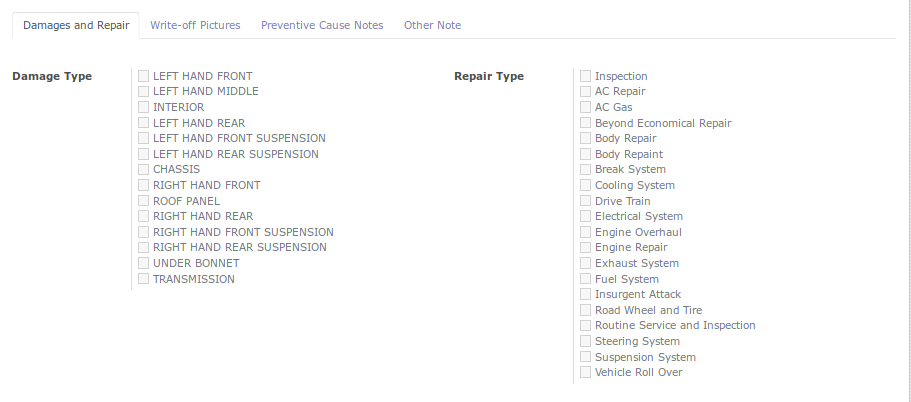 Damages and Repair Write-off Pictures Preventive Cause Notes Other Note
Damage Type
LEFT HAND FRONT
LEFT HAND MIDDLE
INTERIOR
LEFT HAND REAR
LEFT HAND FRONT SUSPENSION
LEFT HAND REAR SUSPENSION
CHASSIS
RIGHT HAND FRONT
ROOF PANEL
RIGHT HAND REAR
RIGHT HAND FRONT SUSPENSION
RIGHT HAND REAR SUSPENSION
UNDER BONNET
TRANSMISSION
Repair Type
Inspection
AC Repair
AC Gas
Beyond Economical Repair
Body Repair
Body Repaint
Break System
Cooling System
Drive Train
Electrical System
Engine Overhaul
Engine Repair
Exhaust System
Fuel System
Insurgent Attack
Road Wheel and Tire
Routine Service and Inspection
Steering System
Suspension System
Vehicle Roll Over